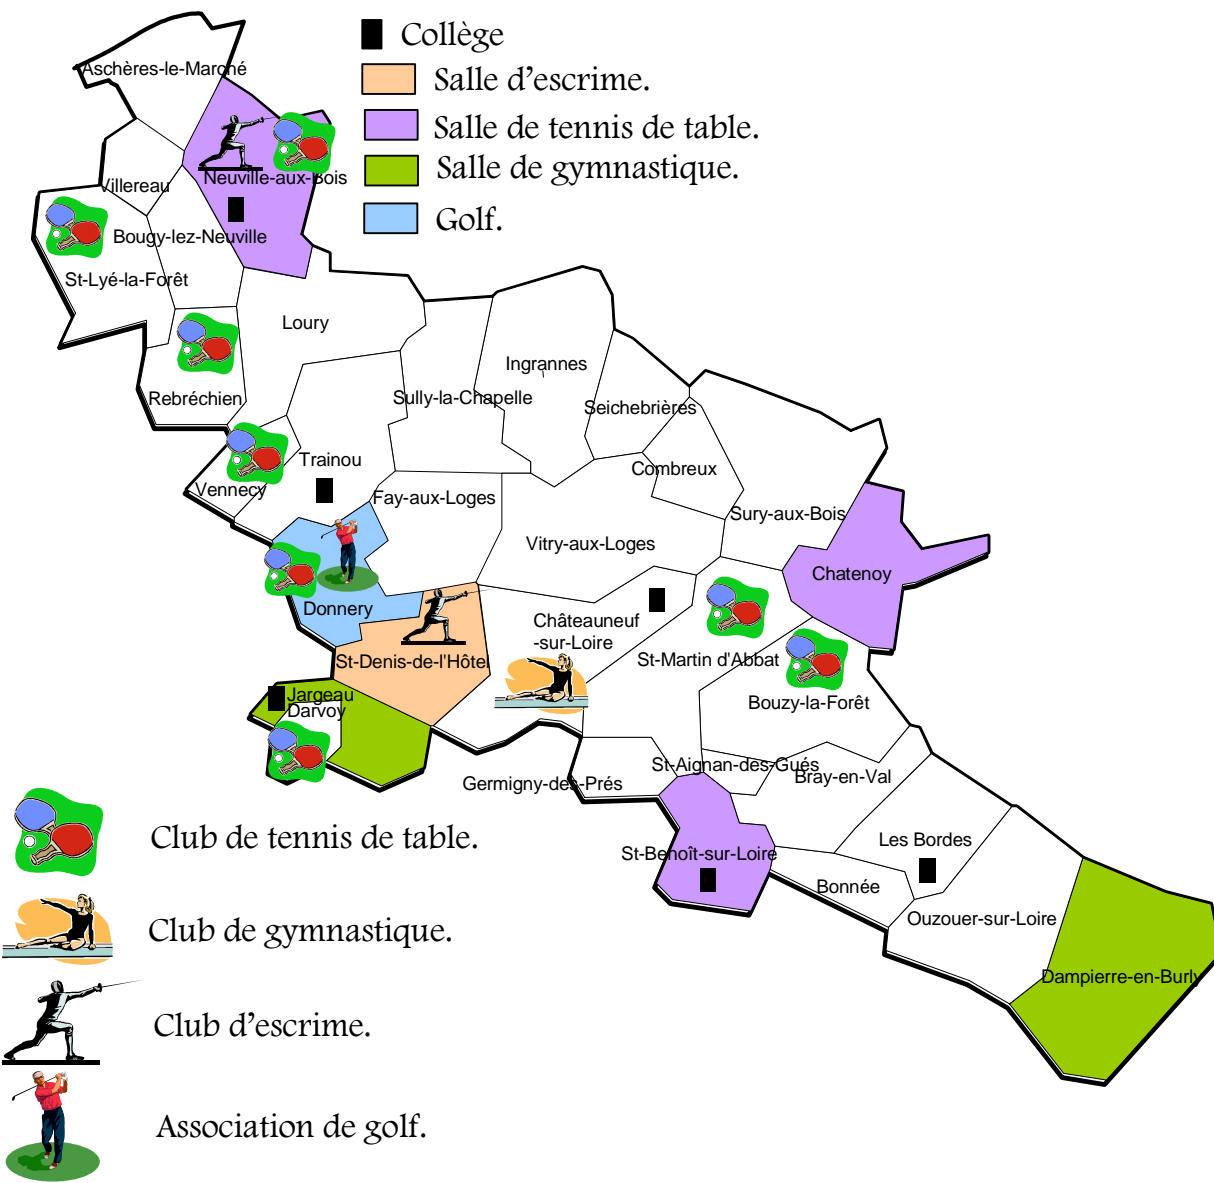 Collège
Salle d'escrime.
Salle de tennis de table.
Salle de gymnastique.
Golf.
Aschères-le-Marché
Neuville-aux-Bois
Villereau
Bougy-lez-Neuville
St-Lyé-la-Forêt
Loury
Ingrannes
Sully-la-Chapelle
Rebréchien
Seichebrières
Trainou
Combreux
Vennecy
Fay-aux-Loges
Sury-aux-Bois
Vitry-aux-Loges
Chatenoy
Donnery
Châteauneuf
-sur-Loire
St-Denis-de-l'Hôtel
St-Martin d'Abbat
Jargeau
Darvoy
Bouzy-la-Forêt
St-Aignan-des-Gués
Bray-en-Val
Germigny-des-Prés
Les Bordes
St-Benoît-sur-Loire
Bonnée
Ouzouer-sur-Loire
Dampierre-en-Burly
Club de tennis de table.
Club de gymnastique.
Club d'escrime.
Association de golf.